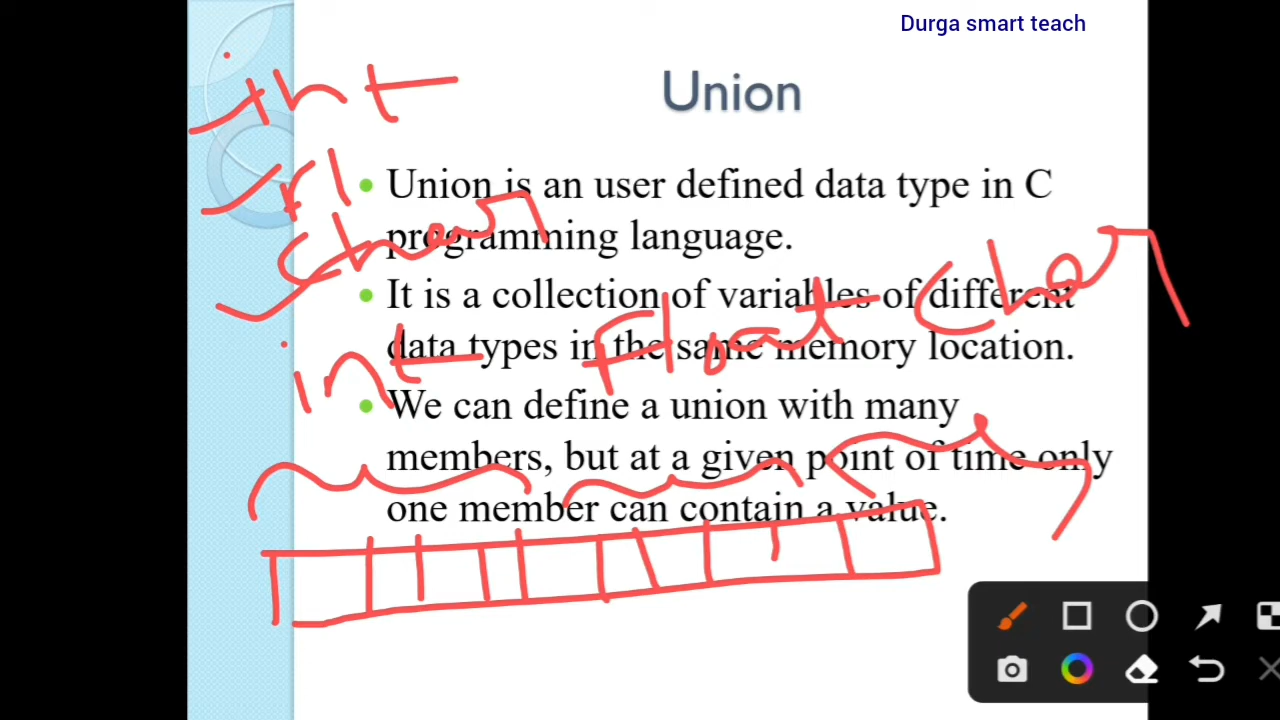 Durga smart teach
Union
int
Union is an user defined data type in C
programming language.
char
It is a collection of variables of different
data types in the same memory location.
int Float Char
We can define a union with many
members, but at a given point of time only
one member can contain a value.